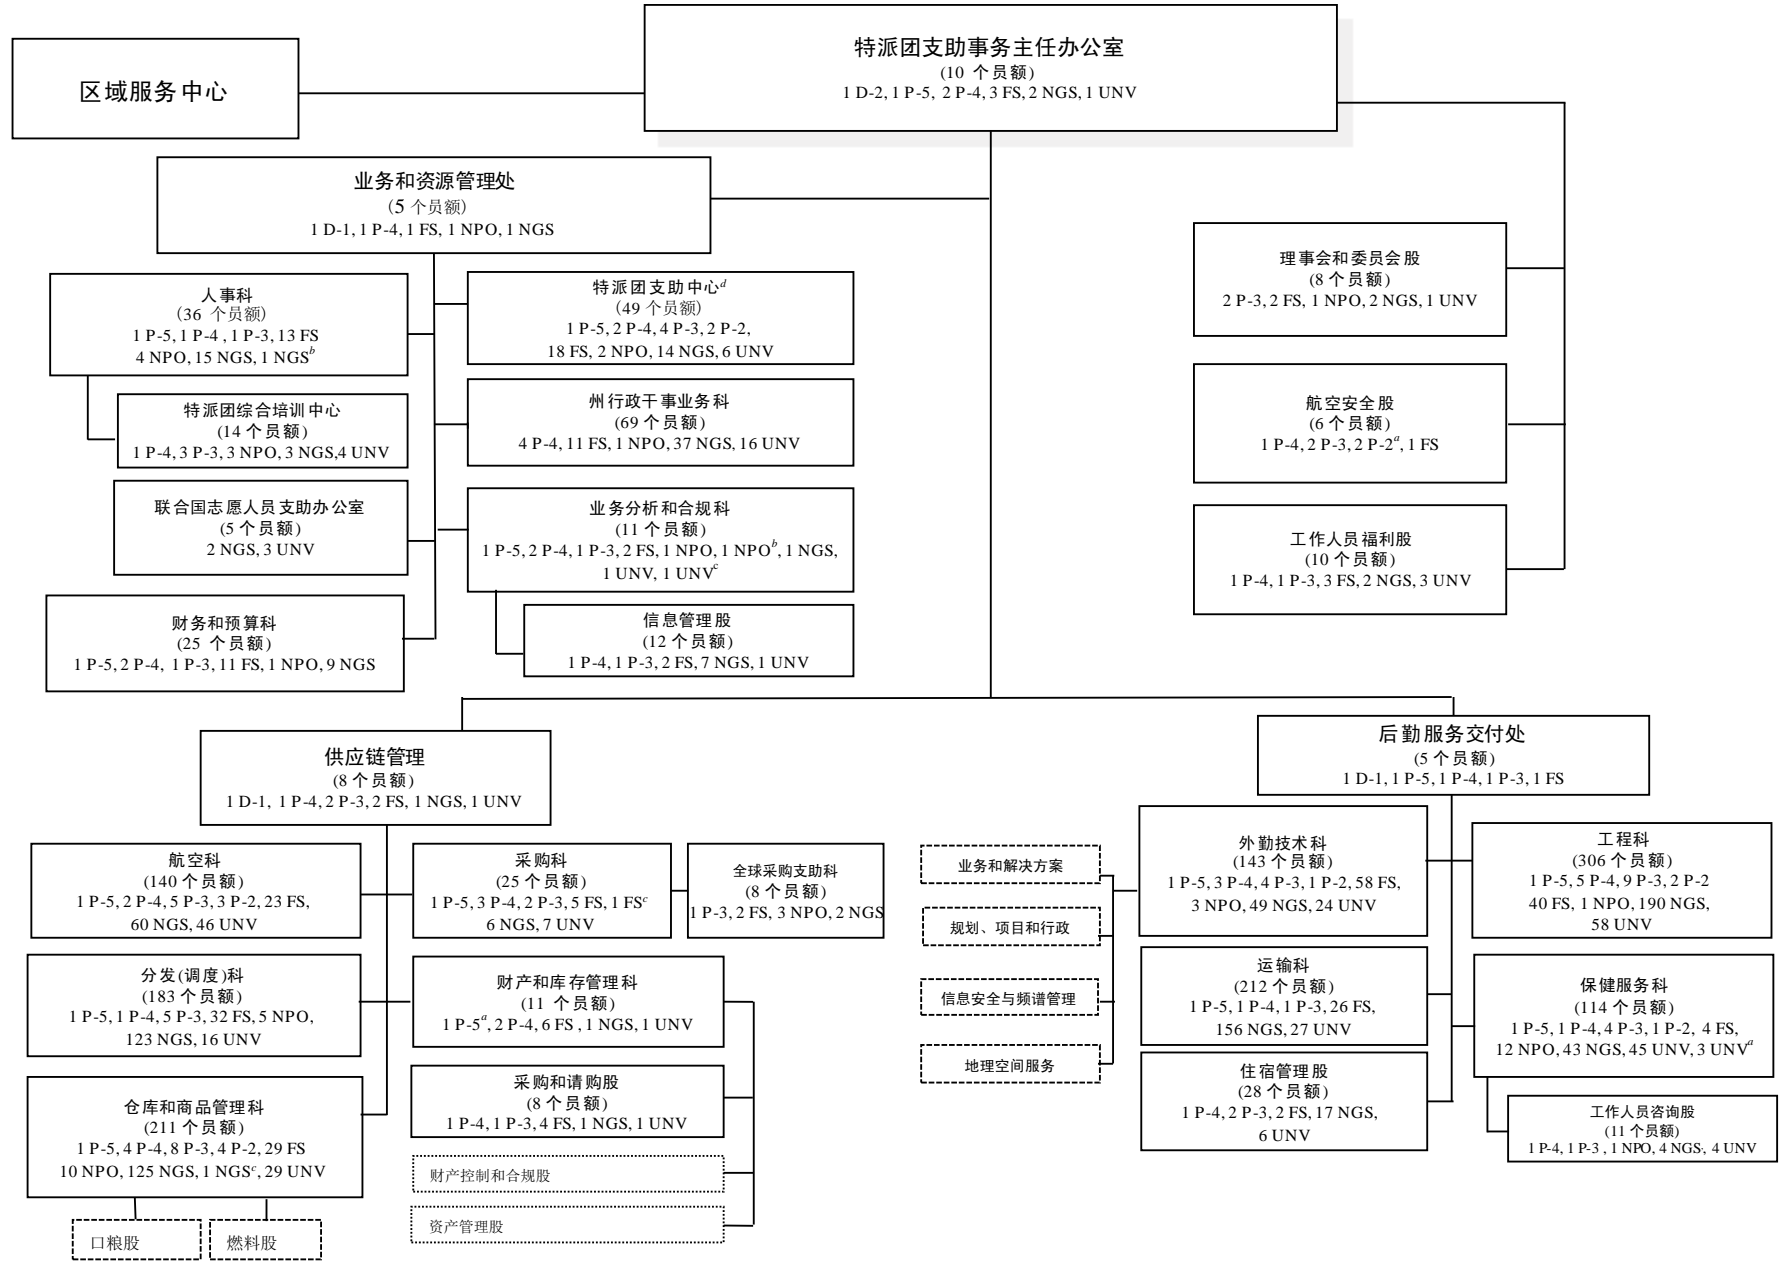 特派团支助事务主任办公室
(10 个员额)
1 D-2, 1 P-5, 2 P-4, 3 FS, 2 NGS, 1 UNV
区域服务中心
业务和资源管理处
(5 个员额)
1 D-1, 1 P-4, 1 FS, 1 NPO, 1 NGS
人事科
(36 个员额)
1 P-5, 1 P-4 , 1 P-3, 13 FS
4 NPO, 15 NGS, 1 NGSᵇ
特派团综合培训中心
(14 个员额)
1 P-4, 3 P-3, 3 NPO, 3 NGS,4 UNV
联合国志愿人员支助办公室
(5 个员额)
2 NGS, 3 UNV
财务和预算科
(25 个员额)
1 P-5, 2 P-4, 1 P-3, 11 FS, 1 NPO, 9 NGS
特派团支助中心ᵈ
(49 个员额)
1 P-5, 2 P-4, 4 P-3, 2 P-2,
18 FS, 2 NPO, 14 NGS, 6 UNV
州行政干事业务科
(69 个员额)
4 P-4, 11 FS, 1 NPO, 37 NGS, 16 UNV
业务分析和合规科
(11 个员额)
1 P-5, 2 P-4, 1 P-3, 2 FS, 1 NPO, 1 NPOᵇ, 1 NGS,
1 UNV, 1 UNVᶜ
信息管理股
(12 个员额)
1 P-4, 1 P-3, 2 FS, 7 NGS, 1 UNV
理事会和委员会股
(8 个员额)
2 P-3, 2 FS, 1 NPO, 2 NGS, 1 UNV
航空安全股
(6 个员额)
1 P-4, 2 P-3, 2 P-2ᵃ, 1 FS
工作人员福利股
(10 个员额)
1 P-4, 1 P-3, 3 FS, 2 NGS, 3 UNV
供应链管理
(8 个员额)
1 D-1, 1 P-4, 2 P-3, 2 FS, 1 NGS, 1 UNV
航空科
(140 个员额)
1 P-5, 2 P-4, 5 P-3, 3 P-2, 23 FS,
60 NGS, 46 UNV
分发(调度)科
(183 个员额)
1 P-5, 1 P-4, 5 P-3, 32 FS, 5 NPO,
123 NGS, 16 UNV
仓库和商品管理科
(211 个员额)
1 P-5, 4 P-4, 8 P-3, 4 P-2, 29 FS
10 NPO, 125 NGS, 1 NGSᶜ, 29 UNV
口粮股
燃料股
采购科
(25 个员额)
1 P-5, 3 P-4, 2 P-3, 5 FS, 1 FSᶜ
6 NGS, 7 UNV
全球采购支助科
(8 个员额)
1 P-3, 2 FS, 3 NPO, 2 NGS
财产和库存管理科
(11 个员额)
1 P-5ᵃ, 2 P-4, 6 FS , 1 NGS, 1 UNV
采购和请购股
(8 个员额)
1 P-4, 1 P-3, 4 FS, 1 NGS, 1 UNV
财产控制和合规股
资产管理股
后勤服务交付处
(5 个员额)
1 D-1, 1 P-5, 1 P-4, 1 P-3, 1 FS
外勤技术科
(143 个员额)
1 P-5, 3 P-4, 4 P-3, 1 P-2, 58 FS,
3 NPO, 49 NGS, 24 UNV
业务和解决方案
规划、项目和行政
信息安全与频谱管理
地理空间服务
运输科
(212 个员额)
1 P-5, 1 P-4, 1 P-3, 26 FS,
156 NGS, 27 UNV
住宿管理股
(28 个员额)
1 P-4, 2 P-3, 2 FS, 17 NGS,
6 UNV
工程科
(306 个员额)
1 P-5, 5 P-4, 9 P-3, 2 P-2
40 FS, 1 NPO, 190 NGS,
58 UNV
保健服务科
(114 个员额)
1 P-5, 1 P-4, 4 P-3, 1 P-2, 4 FS,
12 NPO, 43 NGS, 45 UNV, 3 UNVᵃ
工作人员咨询股
(11 个员额)
1 P-4, 1 P-3 , 1 NPO, 4 NGS, 4 UNV